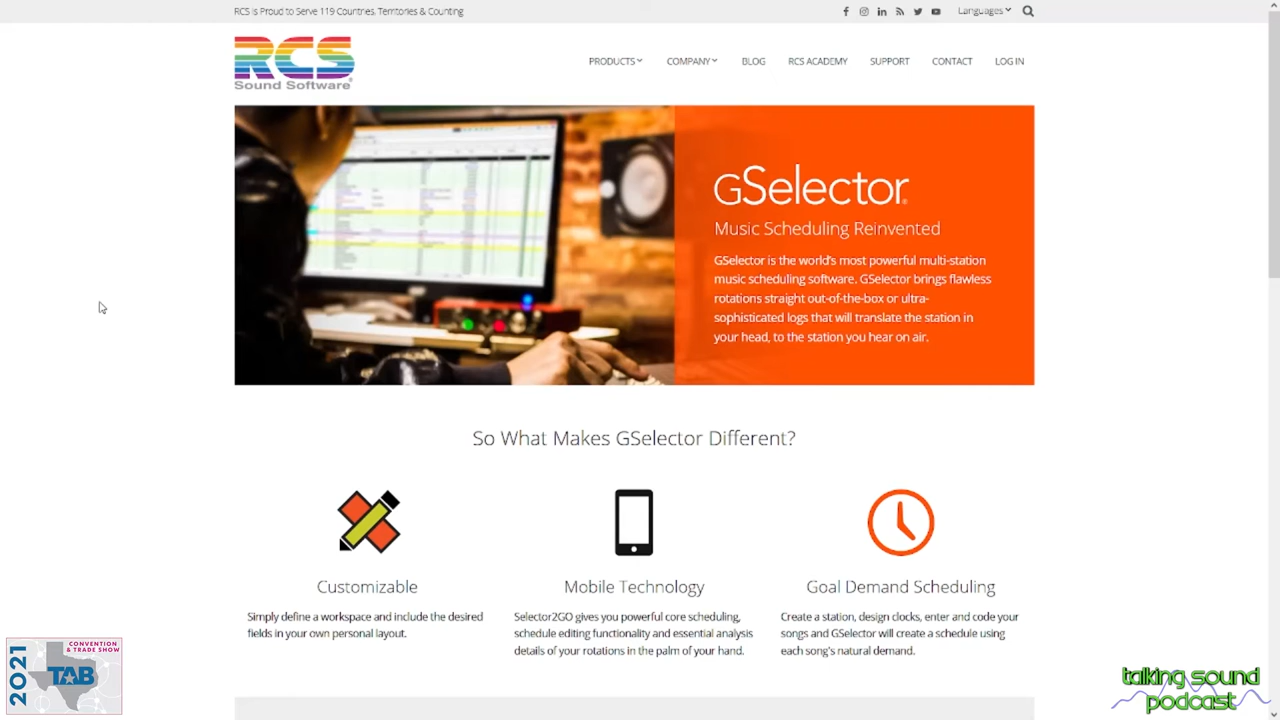 RCS is Proud to Serve 119 Countries, Territories & Counting
Languages
RCS
Sound Software
PRODUCTS
COMPANY
BLOG
RCS ACADEMY
SUPPORT
CONTACT
LOG IN
GSelector
Music Scheduling Reinvented
GSelector is the world's most powerful multi-station
music scheduling software. GSelector brings flawless
rotations straight out-of-the-box or ultra-
sophisticated logs that will translate the station in
your head, to the station you hear on air.
So What Makes GSelector Different?
Customizable
Simply define a workspace and include the desired
fields in your own personal layout.
Mobile Technology
Selector2GO gives you powerful core scheduling,
schedule editing functionality and essential analysis
details of your rotations in the palm of your hand.
Goal Demand Scheduling
Create a station, design clocks, enter and code your
songs and GSelector will create a schedule using
each song's natural demand.
2021
CONVENTION
& TRADE SHOW
TAB
talking sound
podcast